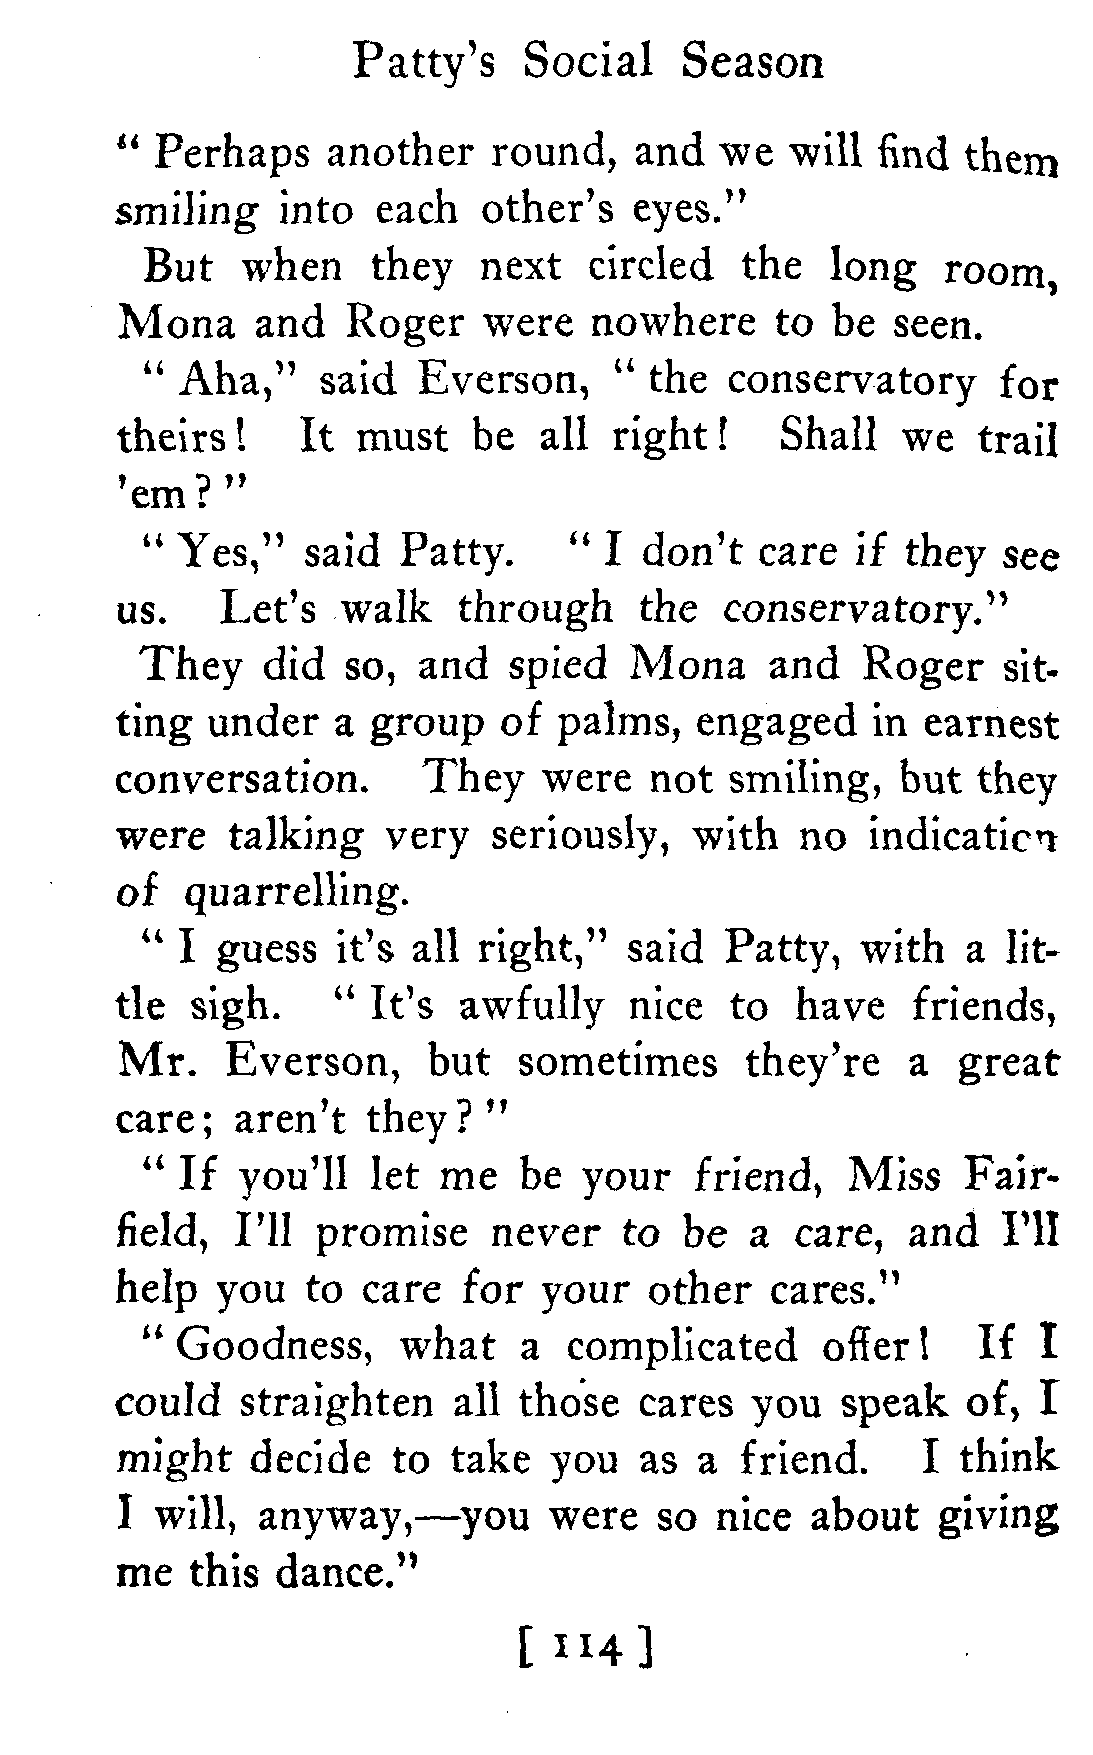 Patty's Social Season
" Perhaps another round, and we will find them
smiling into each other's eyes."
But when they next circled the long room,
Mona and Roger were nowhere to be seen.
" Aha," said Everson, " the conservatory for
theirs! It must be all right! Shall we trail
'em? "
" Yes," said Patty. " I don't care if they see
us. Let's walk through the conservatory."
They did so, and spied Mona and Roger sit-
ting under a group of palms, engaged in earnest
conversation. They were not smiling, but they
were talking very seriously, with no indication
of quarrelling.
" I guess it's all right," said Patty, with a lit-
tle sigh. " It's awfully nice to have friends,
Mr. Everson, but sometimes they're a great
care; aren't they? "
" If you'll let me be your friend, Miss Fair-
field, I'll promise never to be a care, and I'll
help you to care for your other cares."
" Goodness, what a complicated offer! If I
could straighten all those cares you speak of, I
might decide to take you as a friend. I think
I will, anyway,—you were so nice about giving
me this dance."
[ 114 ]